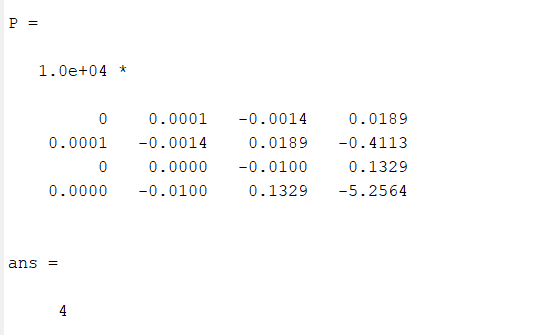 P =
1.0e+04 *
0 0.0001 -0.0014 0.0189
0.0001 -0.0014 0.0189 -0.4113
0 0.0000 -0.0100 0.1329
0.0000 -0.0100 0.1329 -5.2564
ans =
4